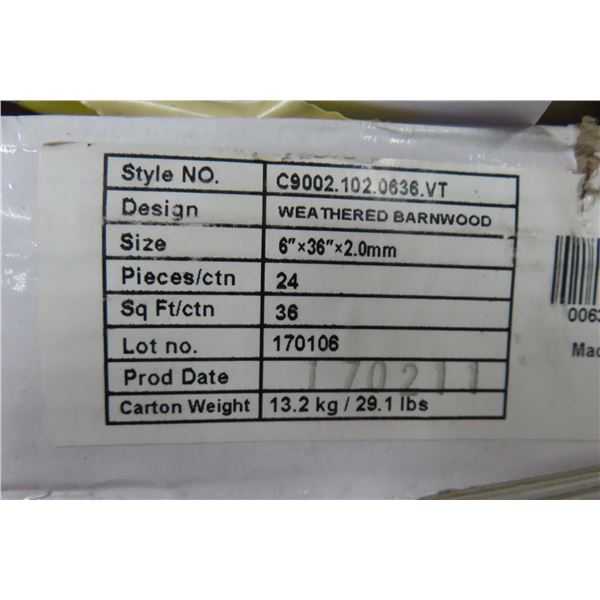 Style NO. C9002.102.0636.VT
Design WEATHERED BARNWOOD
Size 6"×36"×2.0mm
Pieces/ctn 24
Sq Ft/ctn 36
Lot no. 170106
Prod Date 170211
Carton Weight 13.2 kg / 29.1 lbs